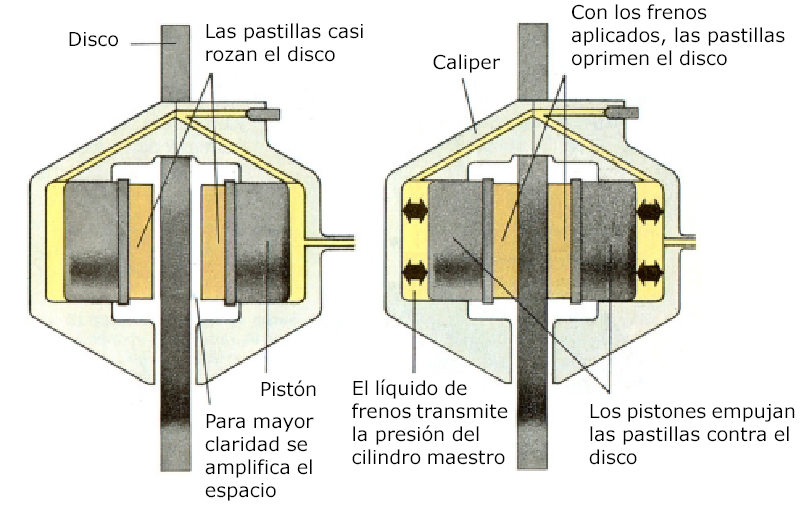 Disco
Las pastillas casi
rozan el disco
Pistón
Para mayor
claridad se
amplifica el
espacio
Caliper
Con los frenos
aplicados, las pastillas
oprimen el disco
El líquido de
frenos transmite
la presión del
cilindro maestro
Los pistones empujan
las pastillas contra el
disco